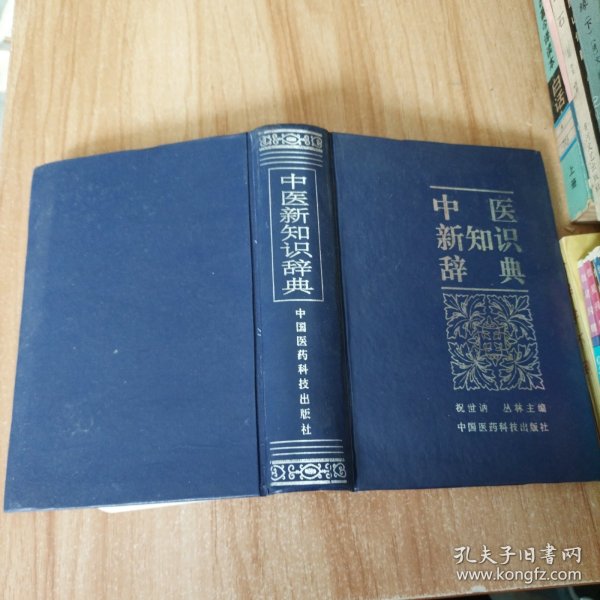 中医新知识辞典
中国医药科技出版社
中 医
新知识
辞 典
祝世讷 丛林主编
中国医药科技出版社
上册
孔夫子旧书网
www.kongfz.com